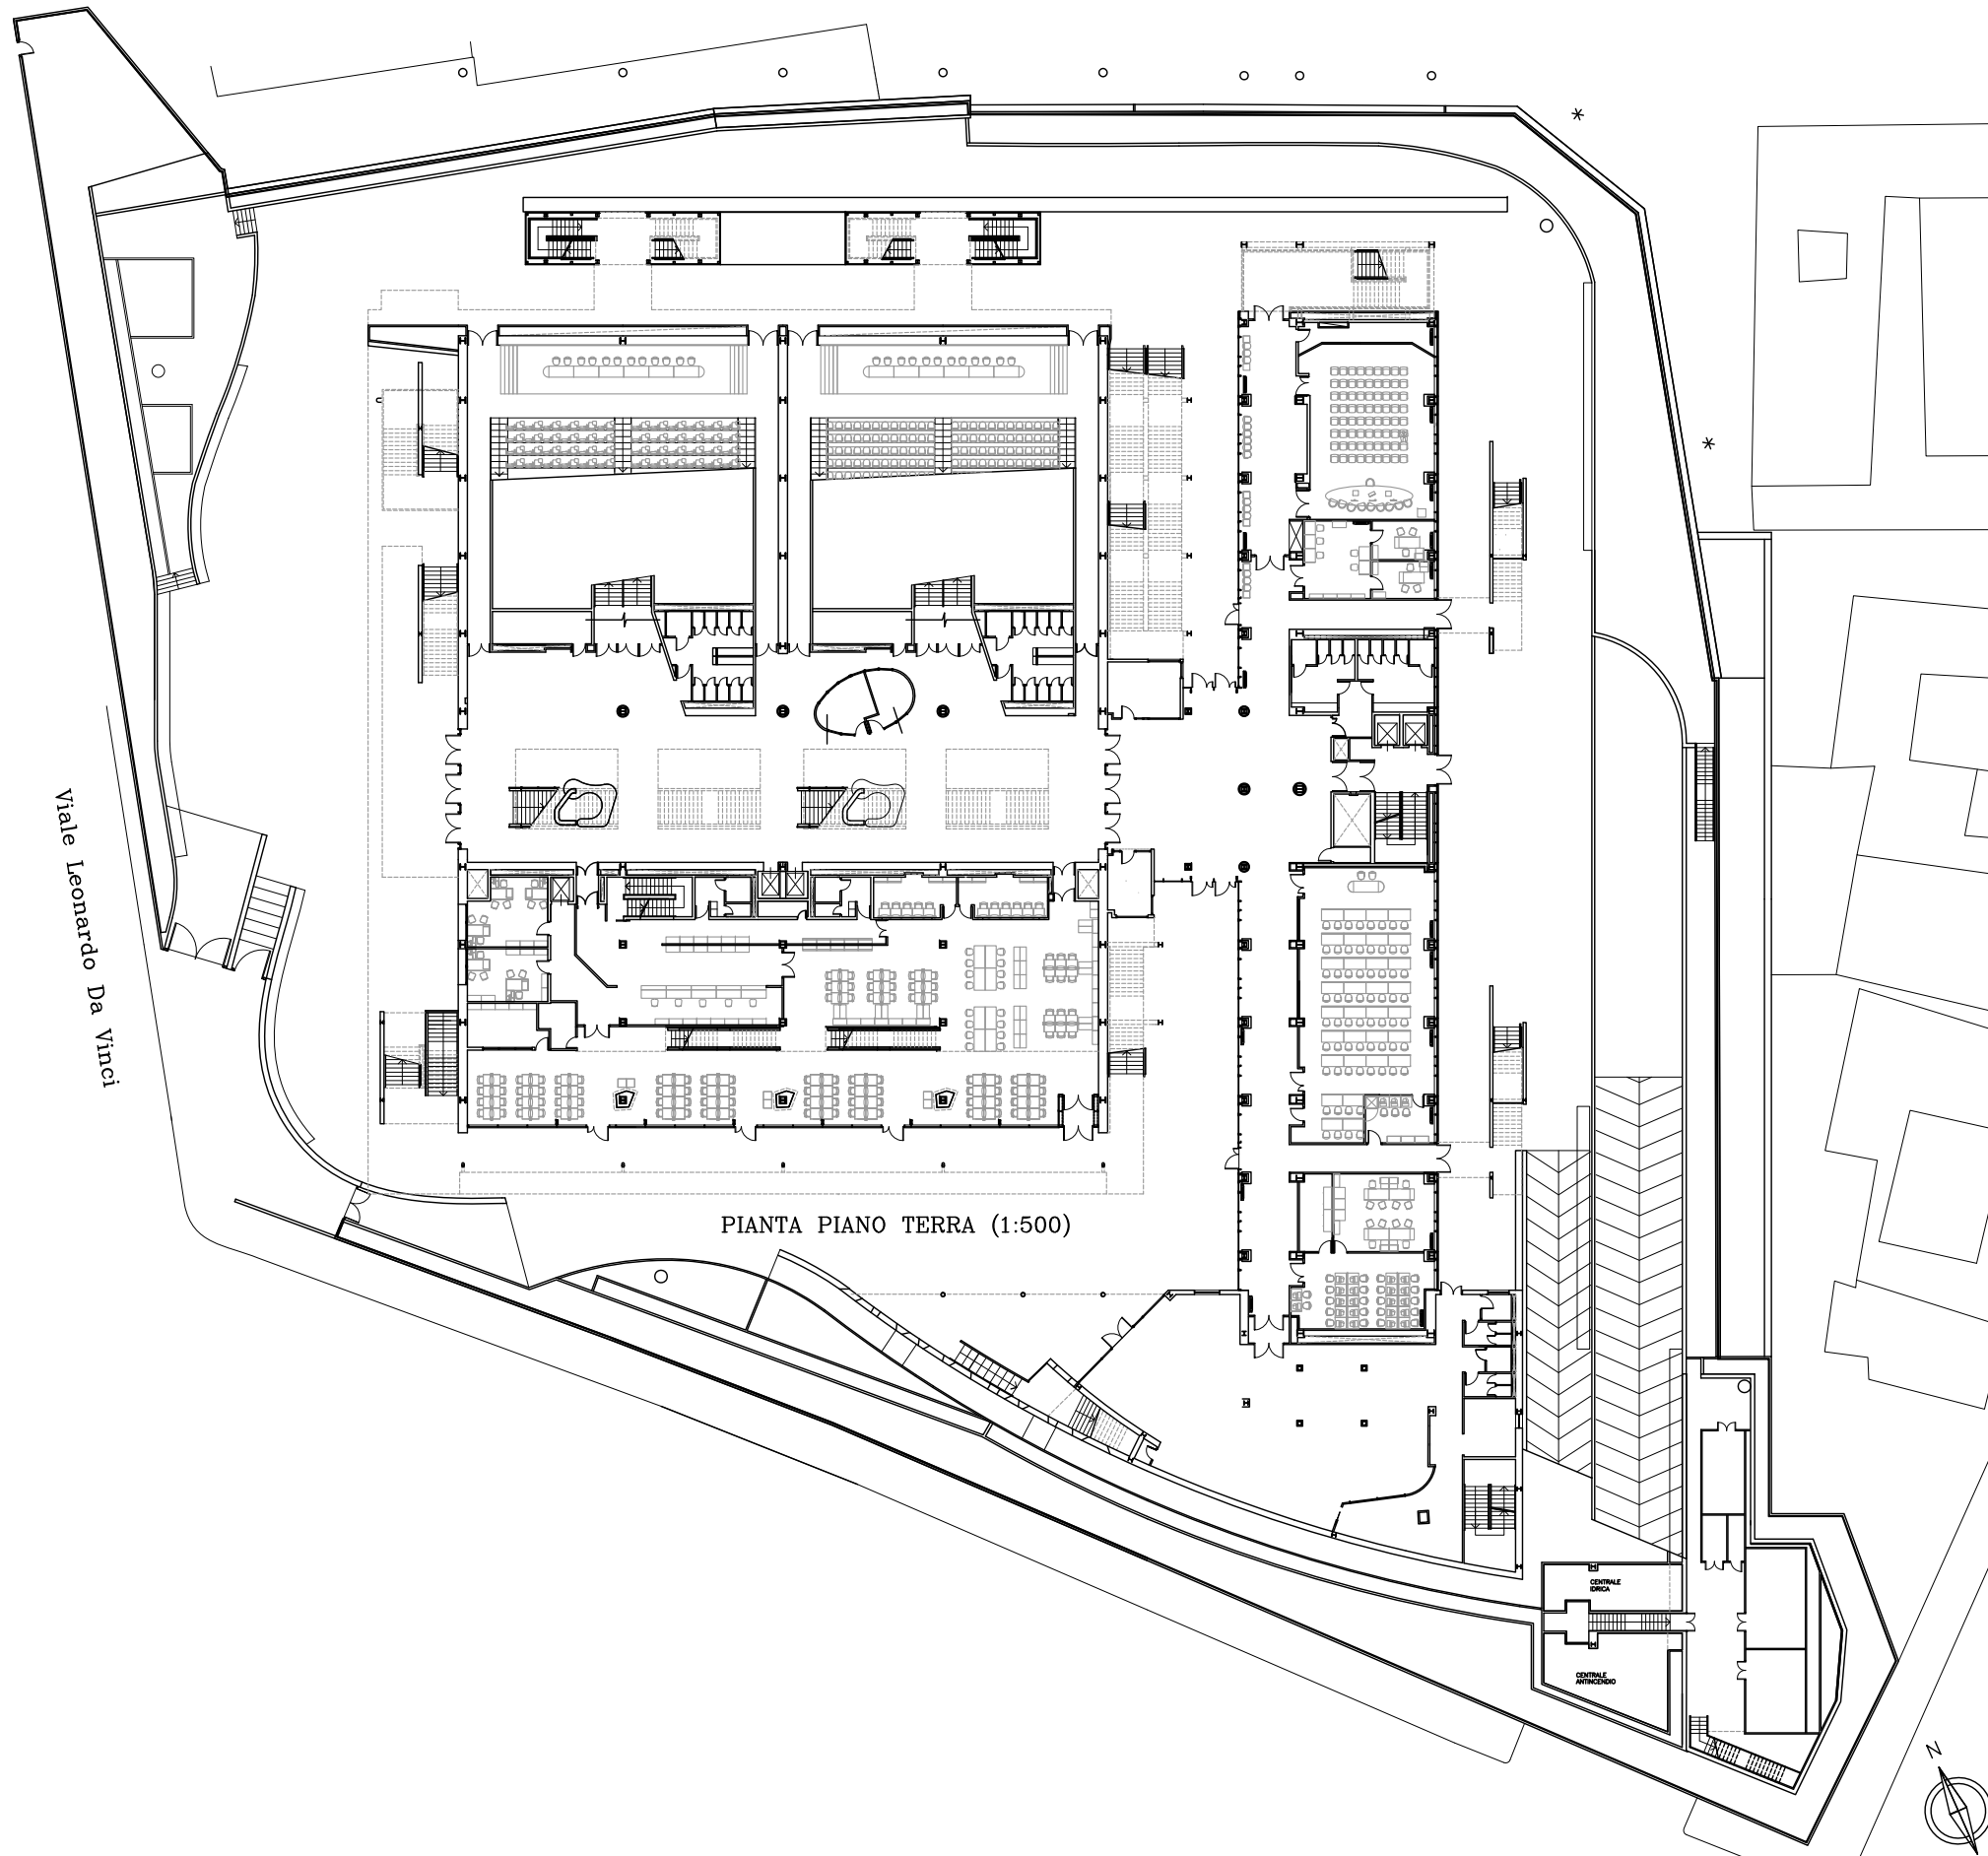 Viale Leonardo Da Vinci
PIANTA PIANO TERRA (1:500)
CENTRALE
IDRICA
CENTRALE
ANTINCENDIO
N